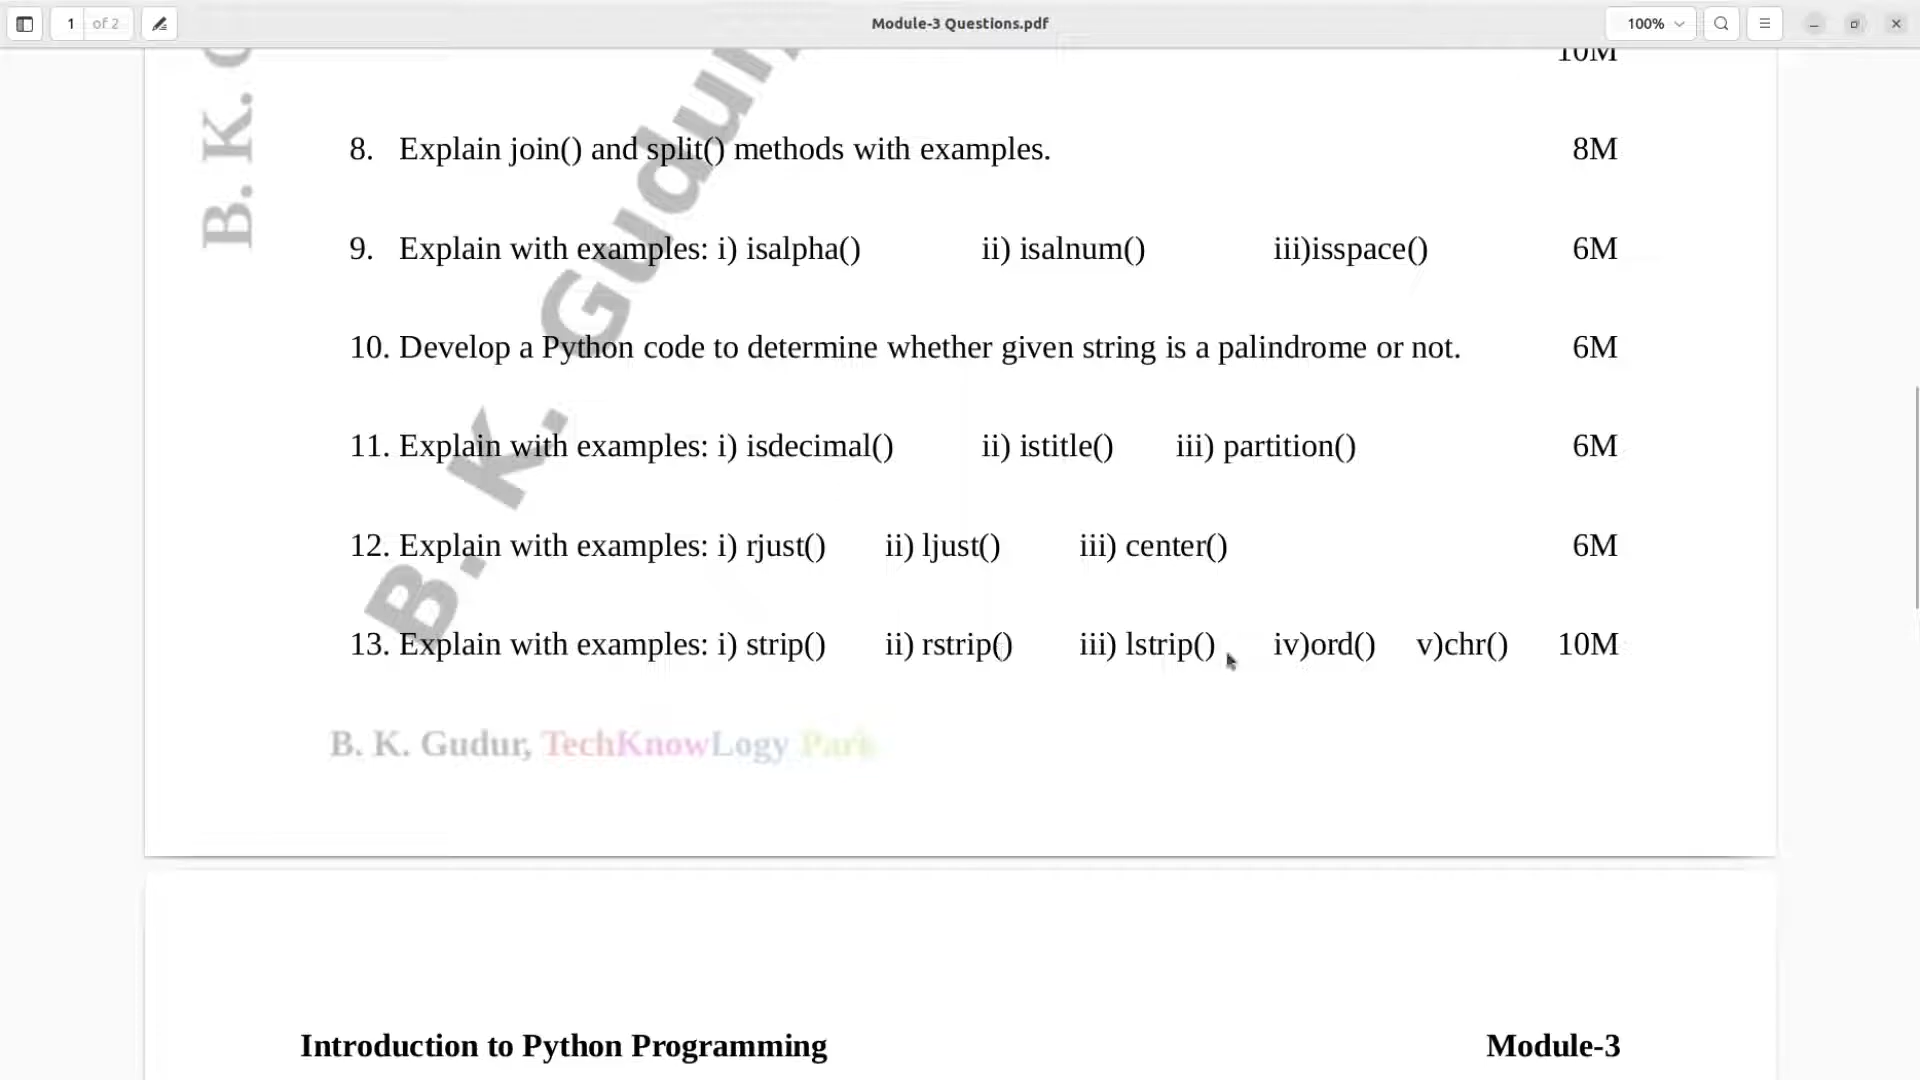 1 of 2
Module-3 Questions.pdf
100%
10M
8. Explain join() and split() methods with examples. 8M
9. Explain with examples: i) isalpha() ii) isalnum() iii)isspace() 6M
10. Develop a Python code to determine whether given string is a palindrome or not. 6M
11. Explain with examples: i) isdecimal() ii) istitle() iii) partition() 6M
12. Explain with examples: i) rjust() ii) ljust() iii) center() 6M
13. Explain with examples: i) strip() ii) rstrip() iii) lstrip() iv)ord() v)chr() 10M
B. K. Gudur, TechKnowLogy Park
Introduction to Python Programming Module-3
B. K.
B. K. Gudur,